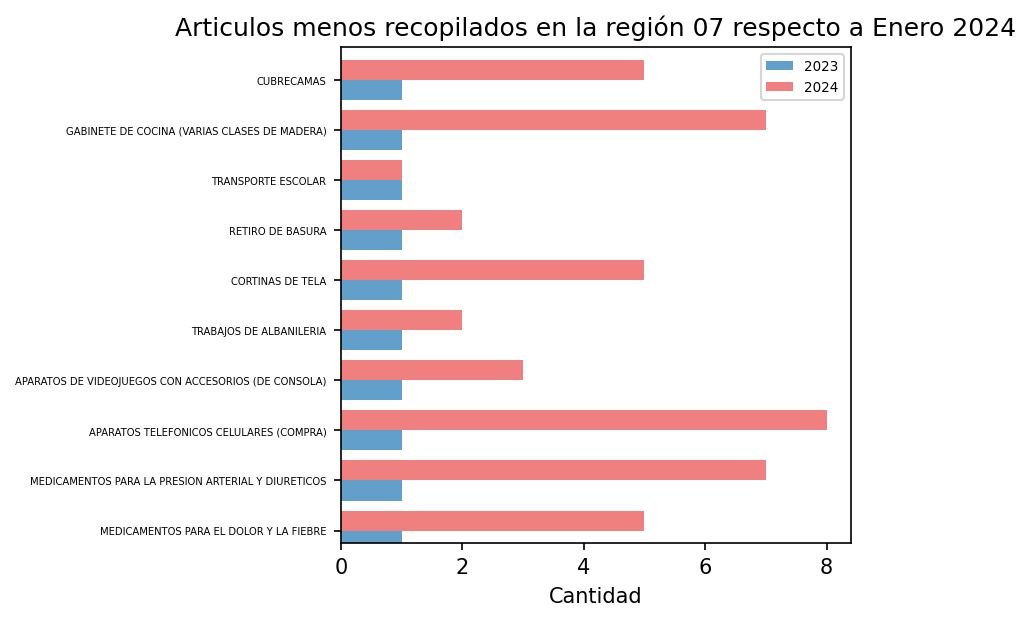 Articulos menos recopilados en la región 07 respecto a Enero 2024
2023
2024
CUBRECAMAS
GABINETE DE COCINA (VARIAS CLASES DE MADERA)
TRANSPORTE ESCOLAR
RETIRO DE BASURA
CORTINAS DE TELA
TRABAJOS DE ALBANILERIA
APARATOS DE VIDEOJUEGOS CON ACCESORIOS (DE CONSOLA)
APARATOS TELEFONICOS CELULARES (COMPRA)
MEDICAMENTOS PARA LA PRESION ARTERIAL Y DIURETICOS
MEDICAMENTOS PARA EL DOLOR Y LA FIEBRE
0 2 4 6 8
Cantidad